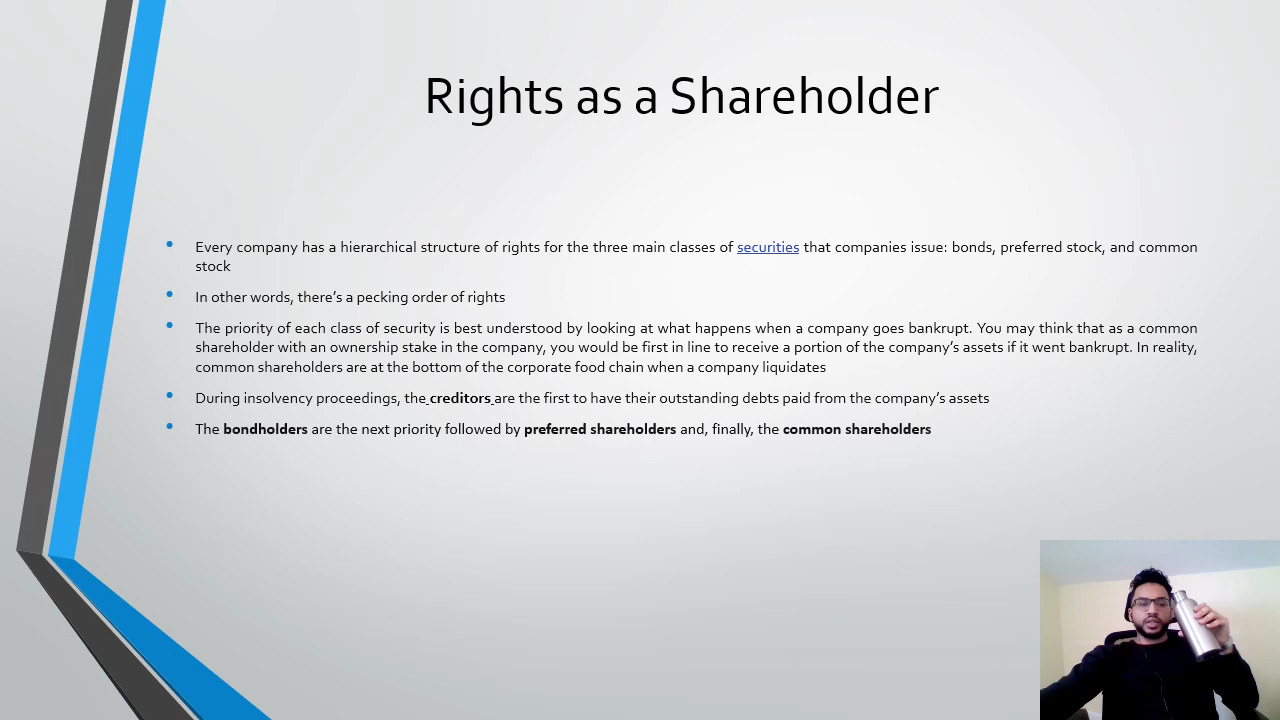 Rights as a Shareholder
Every company has a hierarchical structure of rights for the three main classes of securities that companies issue: bonds, preferred stock, and common
stock
In other words, there’s a pecking order of rights
The priority of each class of security is best understood by looking at what happens when a company goes bankrupt. You may think that as a common
shareholder with an ownership stake in the company, you would be first in line to receive a portion of the company’s assets if it went bankrupt. In reality,
common shareholders are at the bottom of the corporate food chain when a company liquidates
During insolvency proceedings, the creditors are the first to have their outstanding debts paid from the company’s assets
The bondholders are the next priority followed by preferred shareholders and, finally, the common shareholders